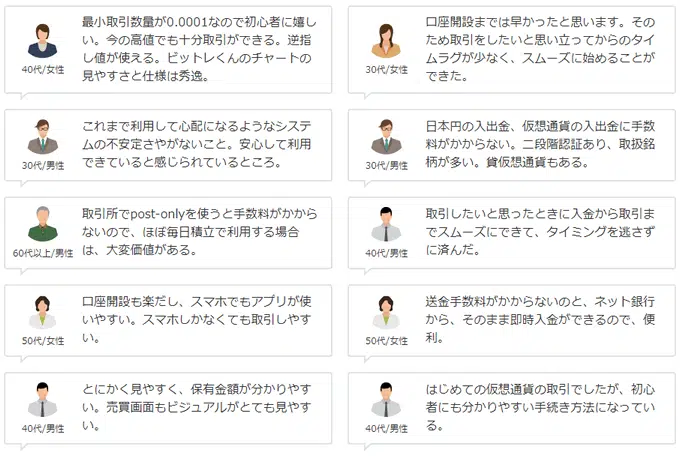 最小取引数量が0.0001なので初心者に嬉し
い。今の高値でも十分取引ができる。逆指
し値が使える。ビットレくんのチャートの
見やすさと仕様は秀逸。
40代/女性
口座開設までは早かったと思います。その
ため取引をしたいと思い立ってからのタイ
ムラグが少なく、スムーズに始めることが
できた。
30代/女性
これまで利用して心配になるようなシステ
ムの不安定さやがないこと。安心して利用
できていると感じられているところ。
30代/男性
日本円の入出金、仮想通貨の入出金に手数
料がかからない。二段階認証あり、取扱銘
柄が多い。貸仮想通貨もある。
30代/男性
取引所でpost-onlyを使うと手数料がかから
ないので、ほぼ毎日積立で利用する場合
は、大変価値がある。
60代以上/男性
取引したいと思ったときに入金から取引ま
でスムーズにできて、タイミングを逃さず
に済んだ。
40代/男性
口座開設も楽だし、スマホでもアプリが使
いやすい。スマホしかなくても取引しやす
い。
50代/女性
送金手数料がかからないのと、ネット銀行
から、そのまま即時入金ができるので、便
利。
50代/女性
とにかく見やすく、保有金額が分かりやす
い。売買画面もビジュアルがとても見やす
い。
40代/男性
はじめての仮想通貨の取引でしたが、初心
者にも分かりやすい手続き方法になってい
る。
40代/男性